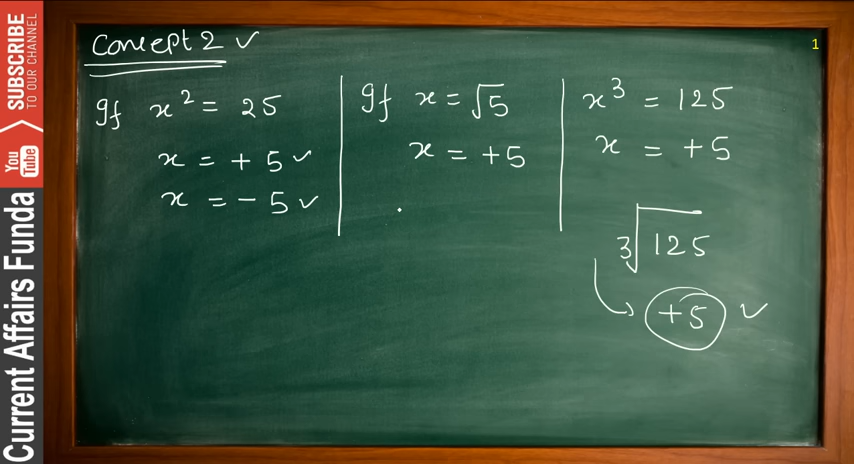 SUBSCRIBE
TO OUR CHANNEL
You Tube
Current Affairs Funda
1
Concept 2 ✓
If x² = 25
x = + 5 ✓
x = - 5 ✓
If x = √5
x = +5
x³ = 125
x = +5
³√125
+5 ✓